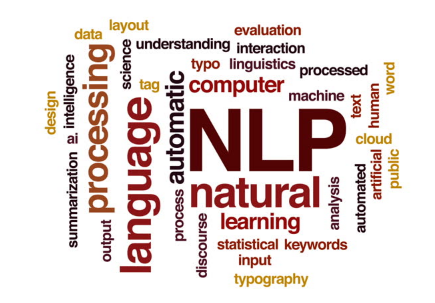 layout
data
evaluation
understanding
interaction
science
typo
linguistics
processed
intelligence
processing
tag
computer
word
design
automatic
machine
human
text
ai.
language
NLP
cloud
summarization
artificial
public
natural
process
analysis
automated
output
discourse
learning
statistical
keywords
input
typography